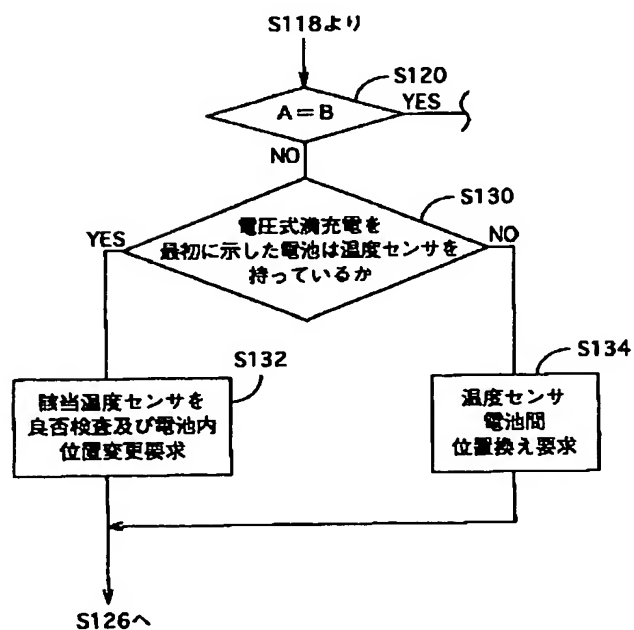 S118より
S120
A=B
YES
NO
S130
電圧式満充電を
最初に示した電池は温度センサを
持っているか
YES
NO
S132
該当温度センサを
良否検査及び電池内
位置変更要求
S134
温度センサ
電池間
位置換え要求
S126へ